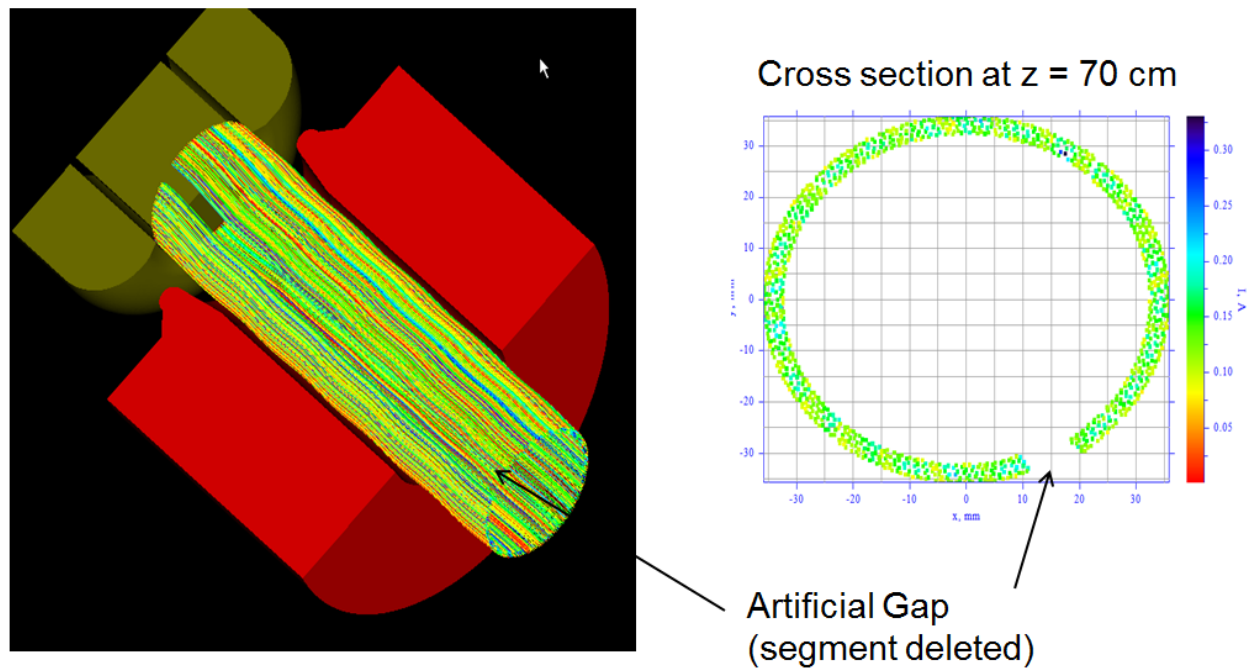 Cross section at z = 70 cm
30
20
10
0
-10
-20
-30
-30 -20 -10 0 10 20 30
x, mm
0.30
0.25
0.20
0.15
0.10
0.05
I, A
Artificial Gap
(segment deleted)